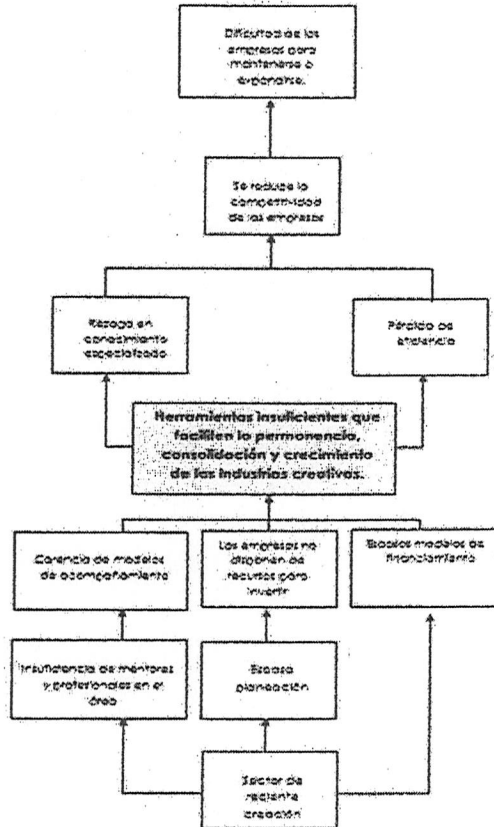 Dificultad de las
empresas para
mantenerse o
expandirse.
Se reduce la
competitividad
de las empresas
Rezago en
conocimiento
especializado
Pérdida de
eficiencia
Herramientas insuficientes que
faciliten la permanencia,
consolidación y crecimiento
de las industrias creativas.
Carencia de modelos
de acompañamiento
Las empresas no
disponen de
recursos para
invertir
Escasos modelos de
financiamiento
Insuficiencia de mentores
y profesionales en el
área
Escasa
planeación
Sector de
reciente
creación